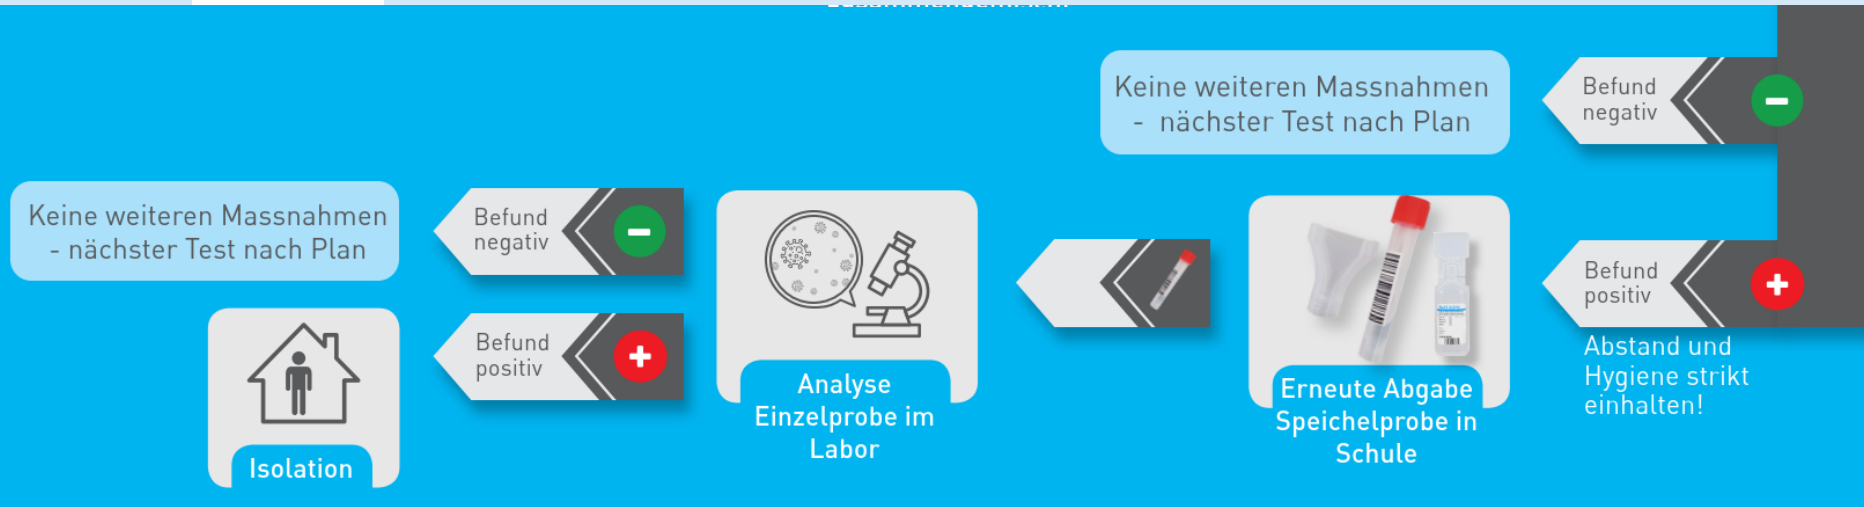 Keine weiteren Massnahmen
- nächster Test nach Plan
Befund
negativ
Befund
positiv
Abstand und
Hygiene strikt
einhalten!
Erneute Abgabe
Speichelprobe in
Schule
Analyse
Einzelprobe im
Labor
Befund
negativ
Keine weiteren Massnahmen
- nächster Test nach Plan
Befund
positiv
Isolation